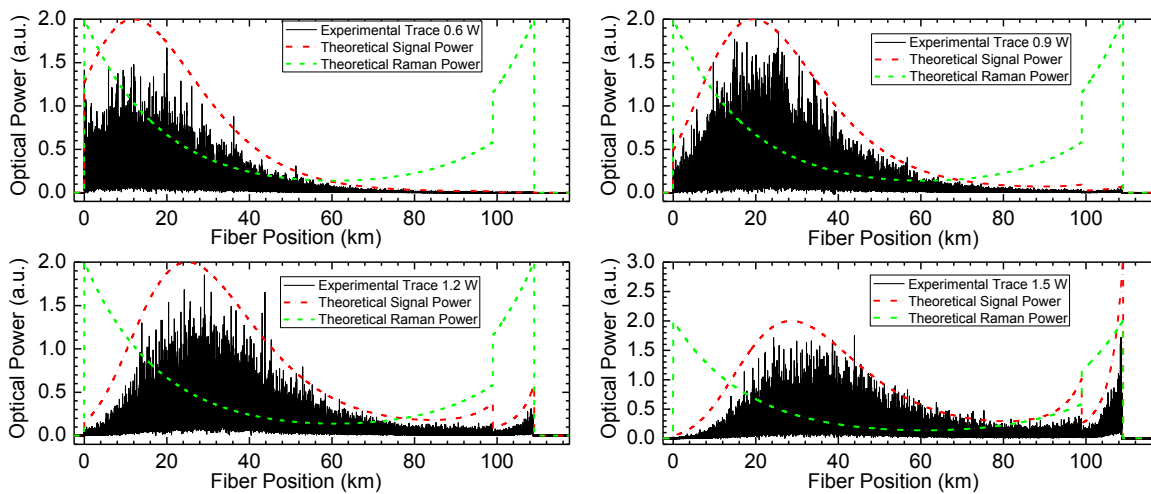 2.0
1.5
1.0
0.5
0.0
Optical Power (a.u.)
Experimental Trace 0.6 W
Theoretical Signal Power
Theoretical Raman Power
0 20 40 60 80 100
Fiber Position (km)
2.0
1.5
1.0
0.5
0.0
Optical Power (a.u.)
Experimental Trace 0.9 W
Theoretical Signal Power
Theoretical Raman Power
0 20 40 60 80 100
Fiber Position (km)
2.0
1.5
1.0
0.5
0.0
Optical Power (a.u.)
Experimental Trace 1.2 W
Theoretical Signal Power
Theoretical Raman Power
0 20 40 60 80 100
Fiber Position (km)
3.0
2.5
2.0
1.5
1.0
0.5
0.0
Optical Power (a.u.)
Experimental Trace 1.5 W
Theoretical Signal Power
Theoretical Raman Power
0 20 40 60 80 100
Fiber Position (km)